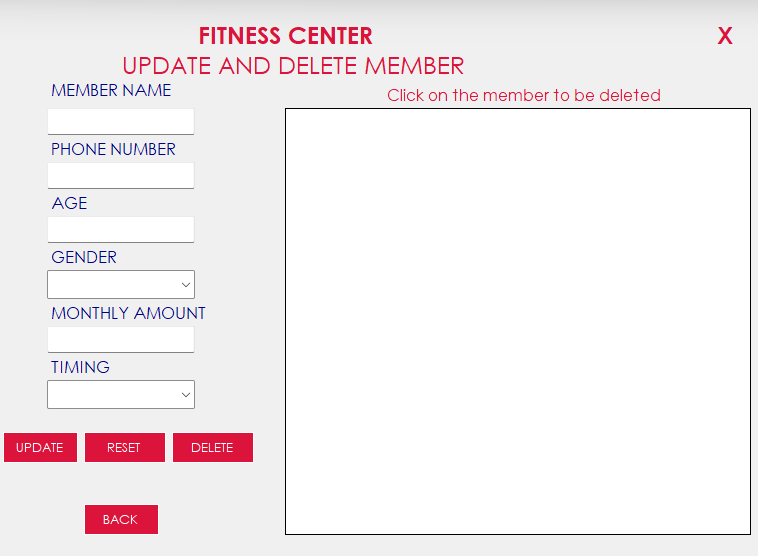 FITNESS CENTER
X
UPDATE AND DELETE MEMBER
MEMBER NAME
Click on the member to be deleted
PHONE NUMBER
AGE
GENDER
MONTHLY AMOUNT
TIMING
UPDATE RESET DELETE
BACK